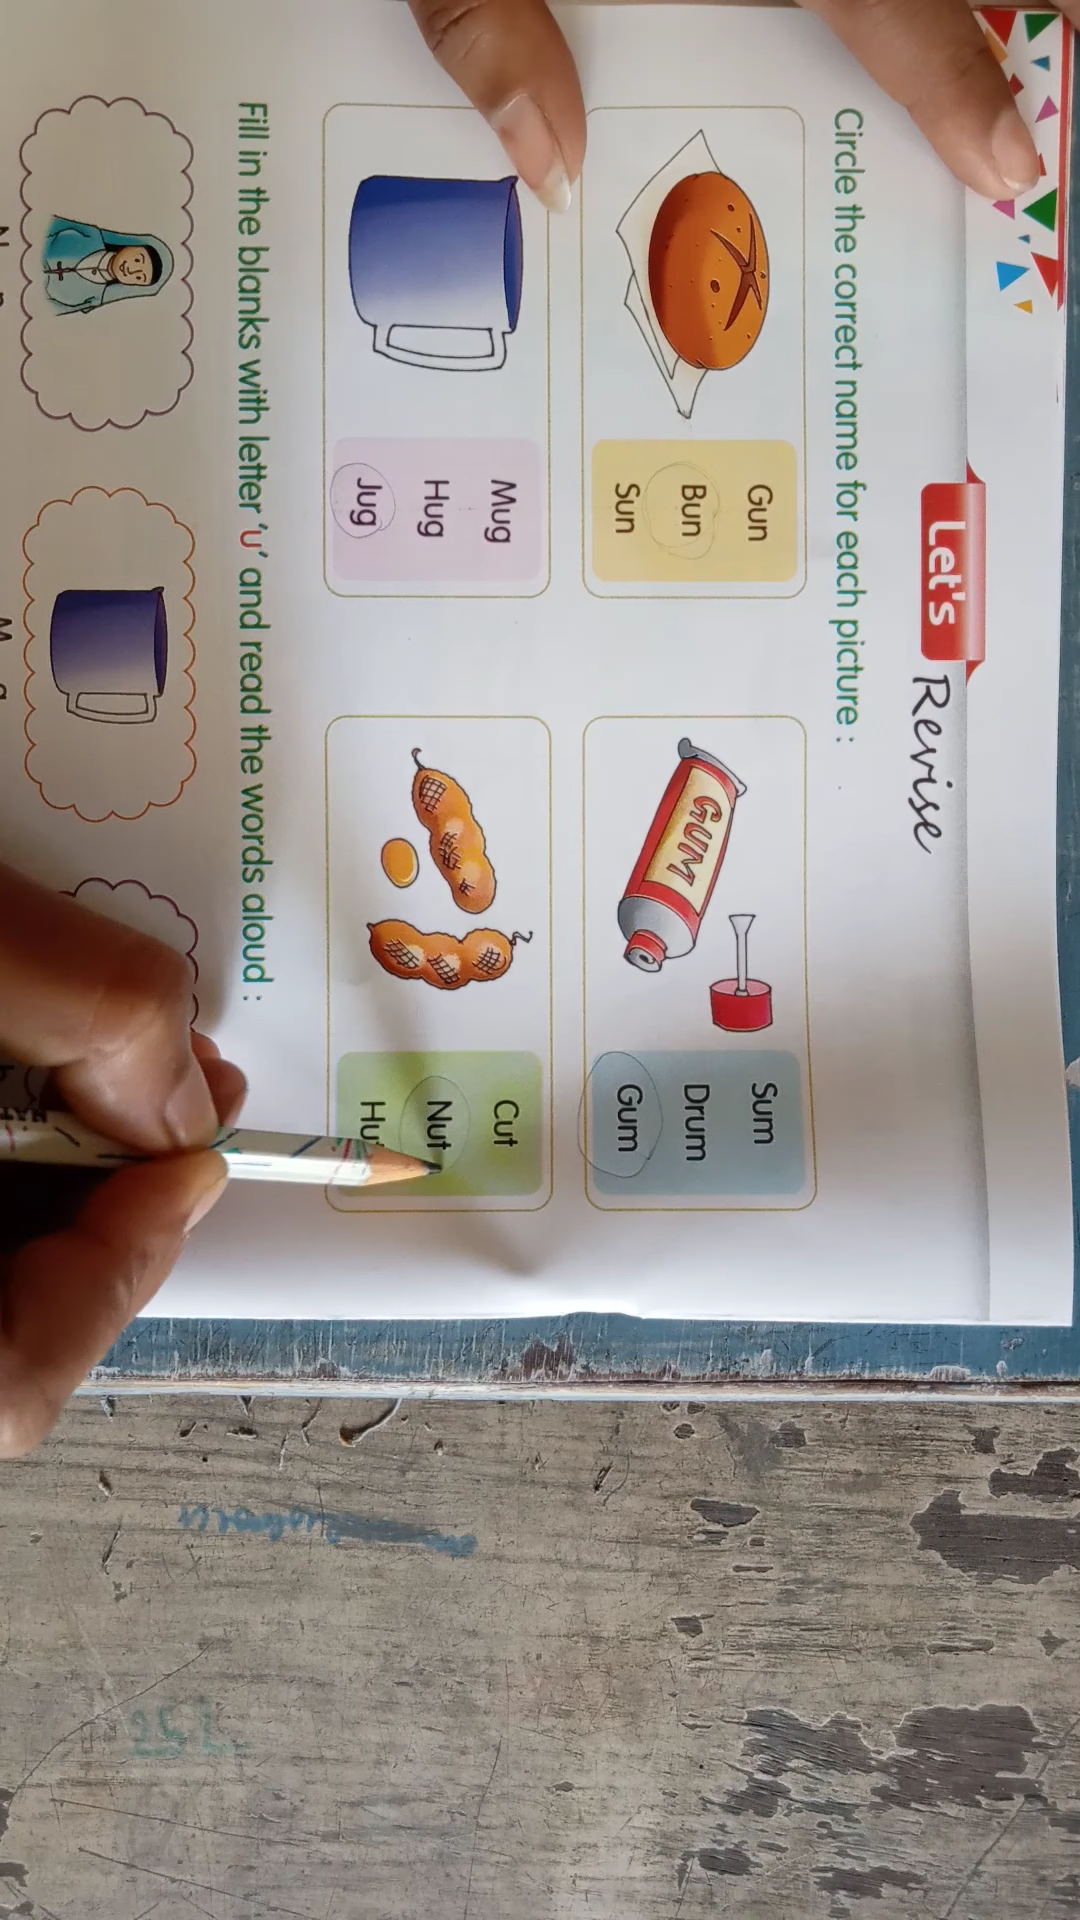 Let's Revise
Circle the correct name for each picture :
Gun
Bun
Sun
GUM
Sum
Drum
Gum
Mug
Hug
Jug
Cut
Nut
Fill in the blanks with letter 'u' and read the words aloud :